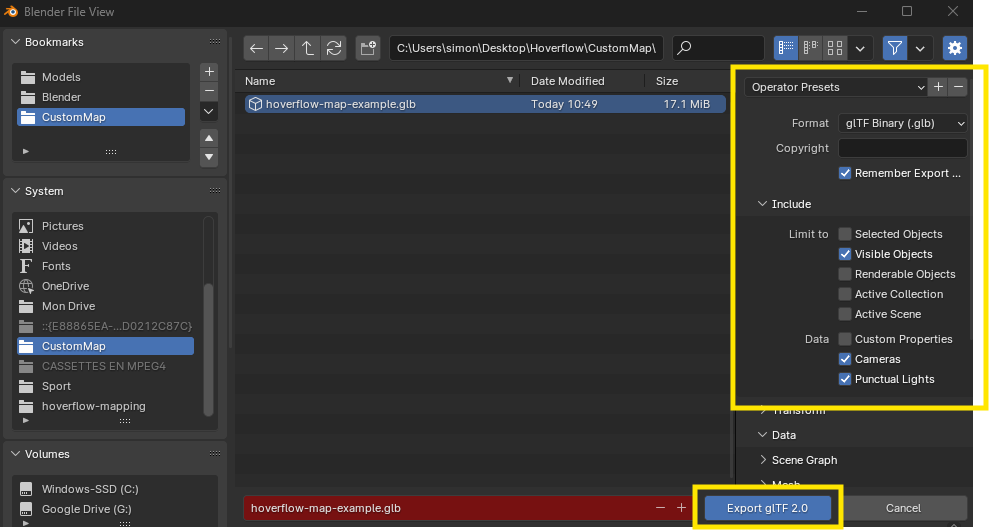 Blender File View
Bookmarks
Models
Blender
CustomMap
System
Pictures
Videos
Fonts
OneDrive
Mon Drive
::{E88865EA-...D0212C87C}
CustomMap
CASSETTES EN MPEG4
Sport
hoverflow-mapping
Volumes
Windows-SSD (C:)
Google Drive (G:)
C:\Users\simon\Desktop\Hoverflow\CustomMap\
Name Date Modified Size
hoverflow-map-example.glb Today 10:49 17.1 MiB
hoverflow-map-example.glb
Operator Presets
Format glTF Binary (.glb)
Copyright
Remember Export ...
Include
Limit to Selected Objects
Visible Objects
Renderable Objects
Active Collection
Active Scene
Data Custom Properties
Cameras
Punctual Lights
Transform
Data
Scene Graph
Mesh
Export glTF 2.0 Cancel